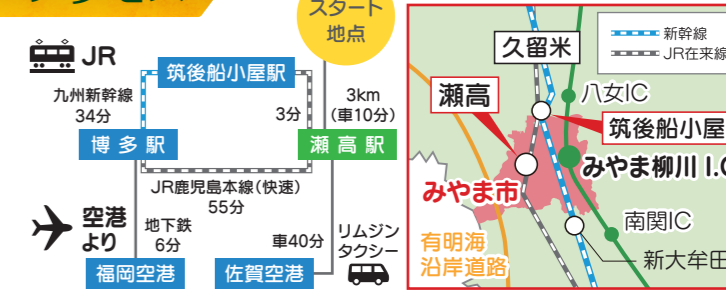 スタート
地点
JR
筑後船小屋駅
九州新幹線
34分
3分
3km
(車10分)
博多駅
瀬高駅
JR鹿児島本線(快速)
55分
空港
より
地下鉄
6分
車40分
リムジン
タクシー
福岡空港
佐賀空港
新幹線
JR在来線
久留米
瀬高
八女IC
筑後船小屋
みやま柳川 I.C
みやま市
南関IC
有明海
沿岸道路
新大牟田